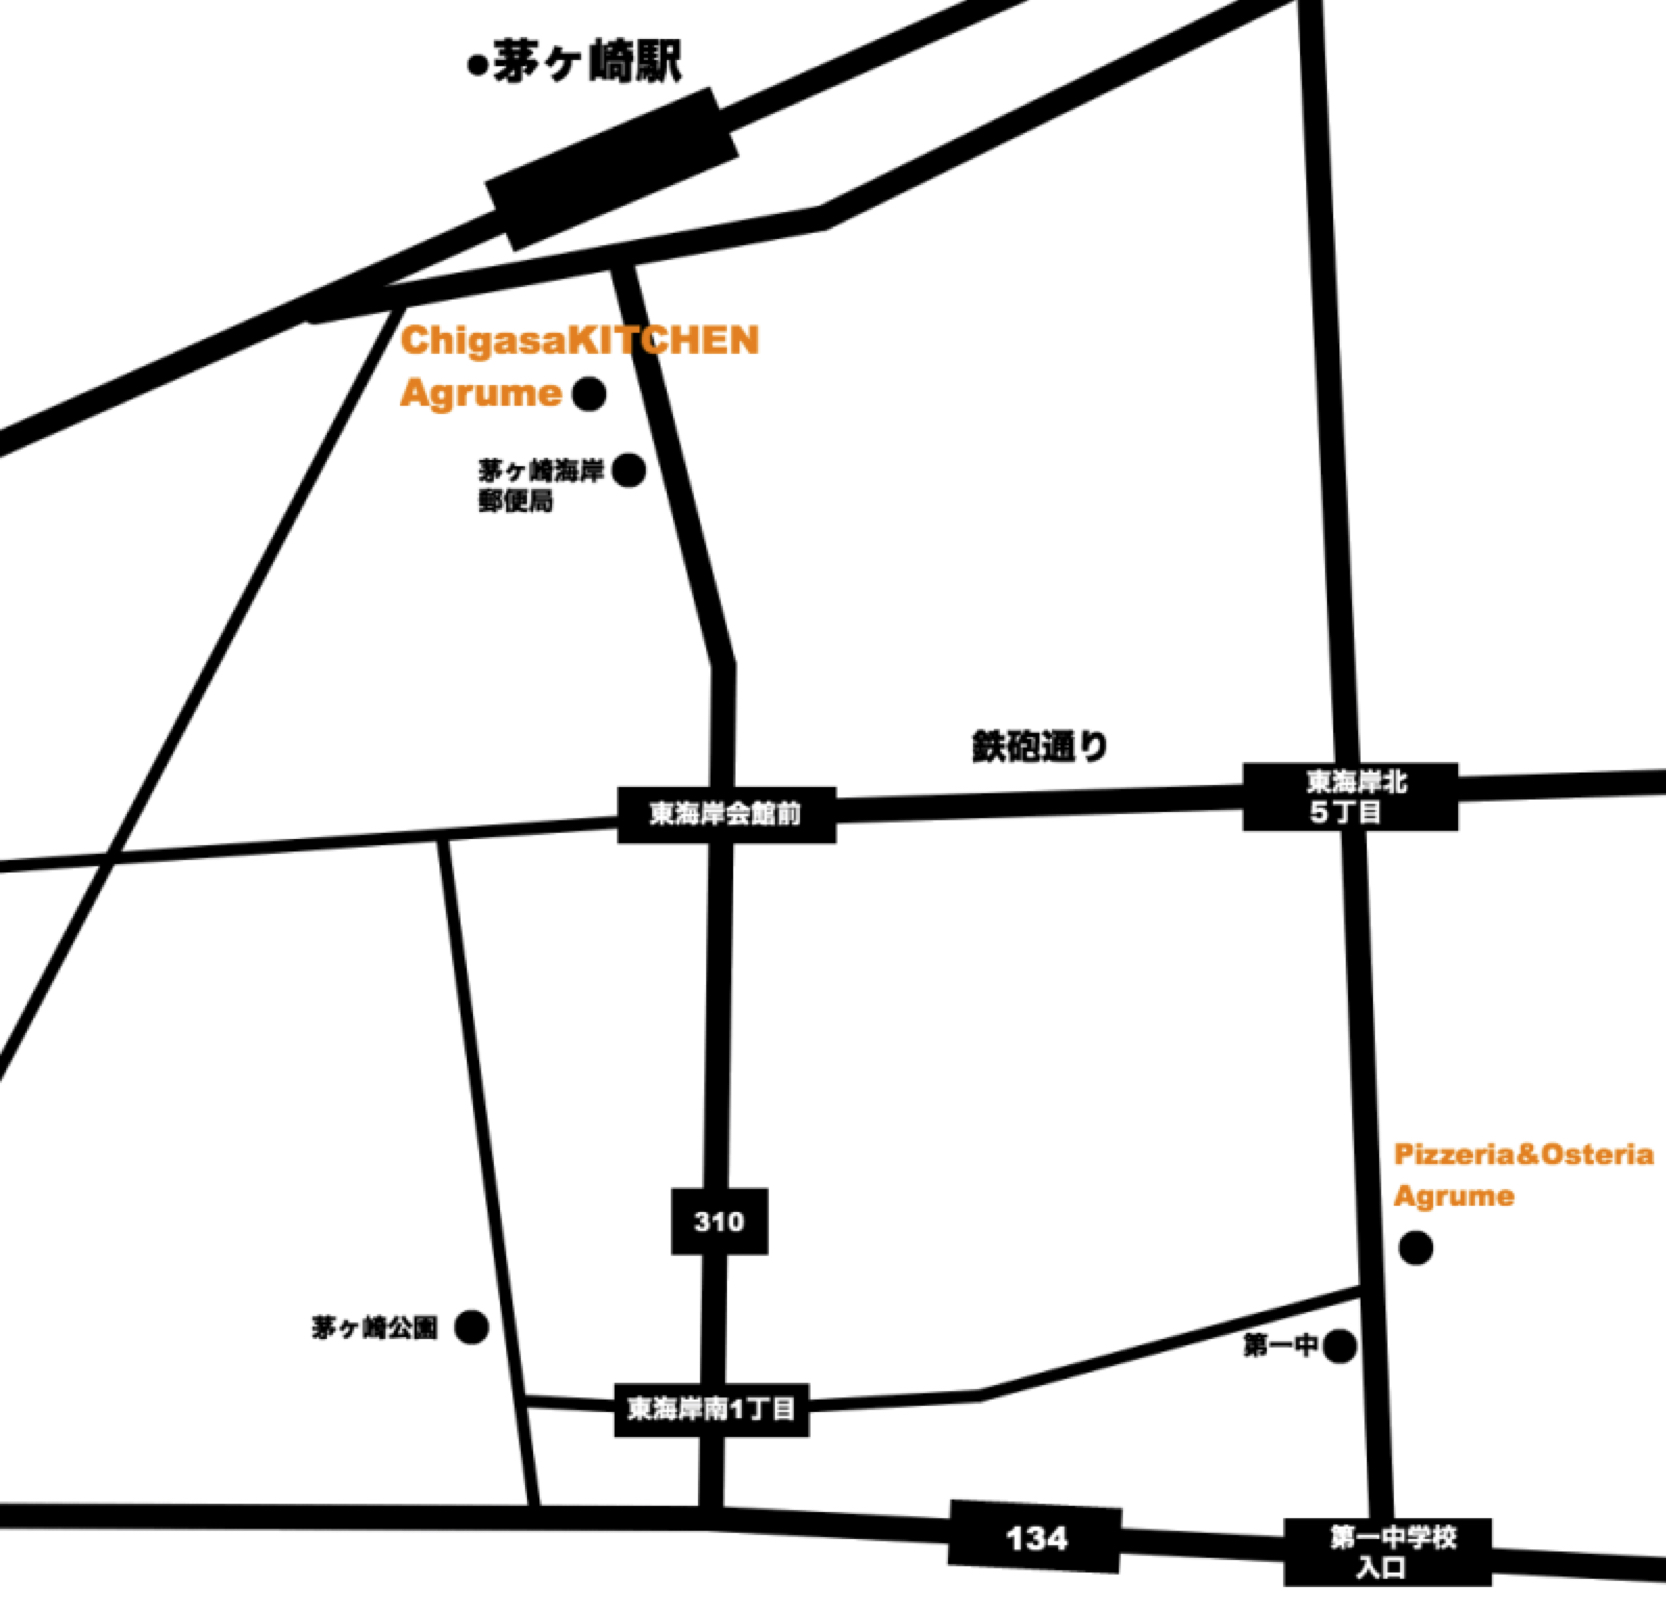 ●茅ヶ崎駅
ChigasaKITCHEN
Agrume
茅ヶ崎海岸
郵便局
鉄砲通り
東海岸北
5丁目
東海岸会館前
Pizzeria&Osteria
Agrume
310
茅ヶ崎公園
第一中
東海岸南1丁目
134
第一中学校
入口